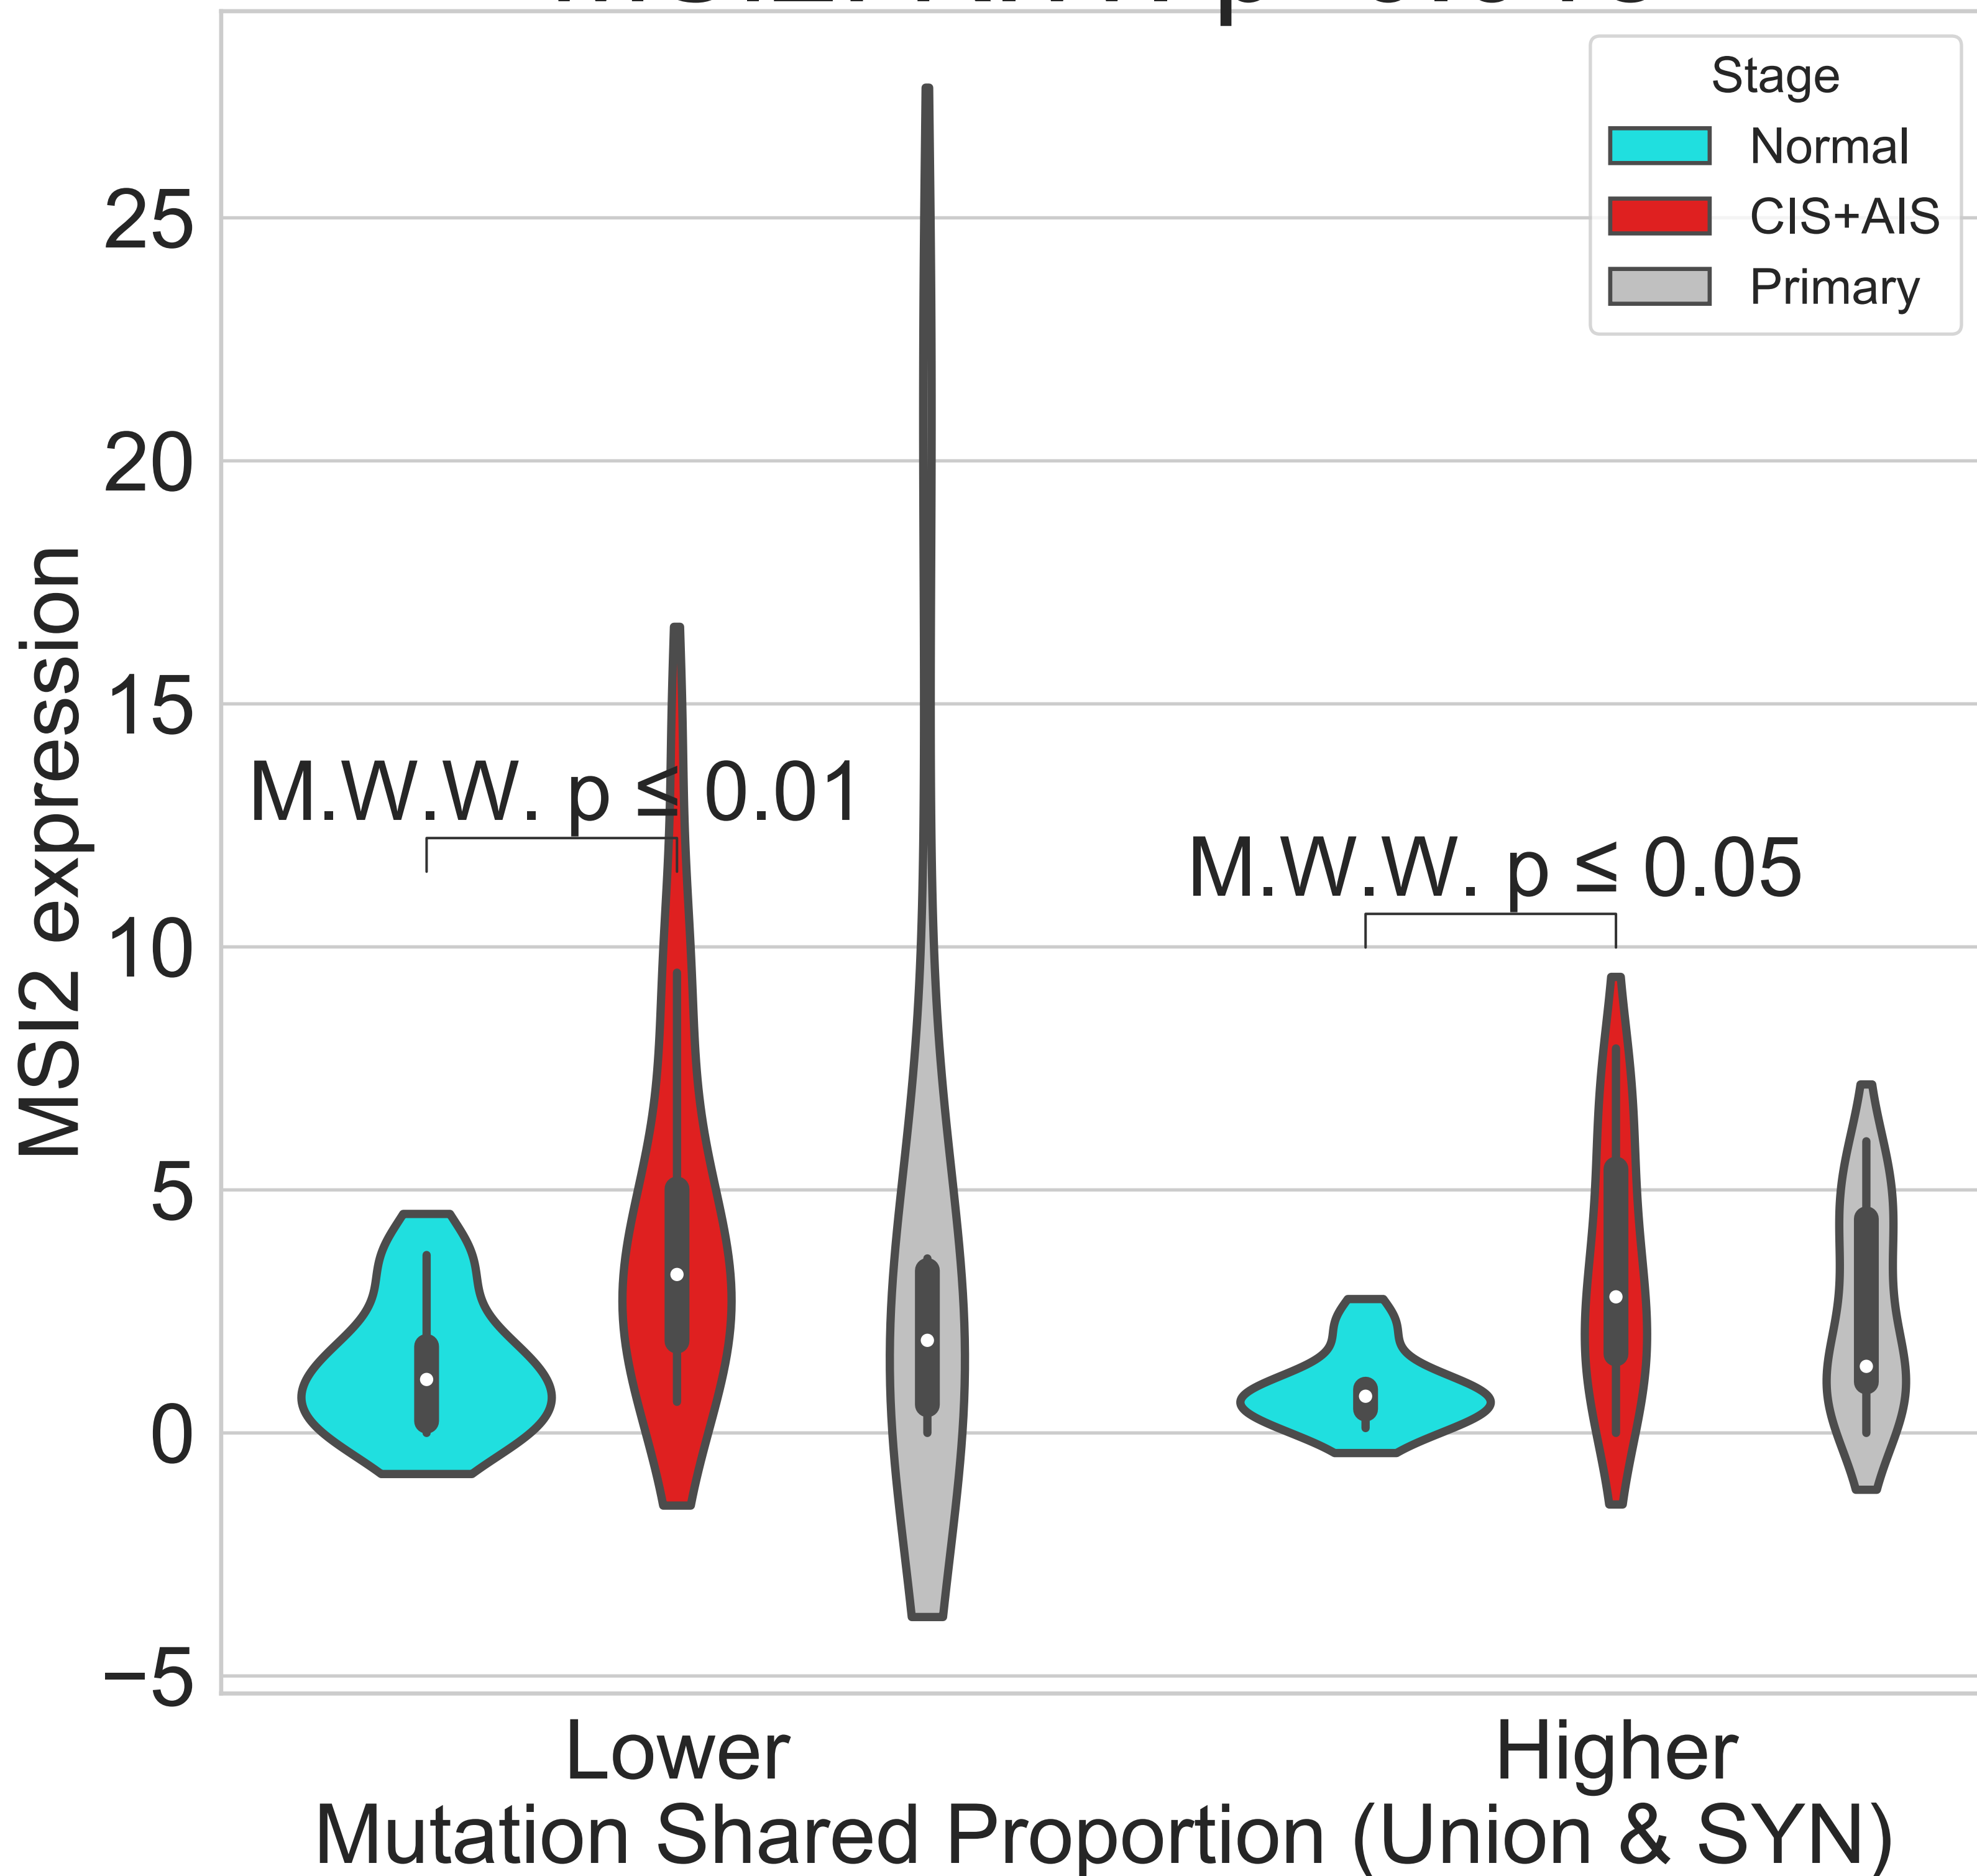 Stage
Normal
CIS+AIS
Primary
25
20
15
10
5
0
−5
MSI2 expression
M.W.W. p ≤ 0.01
M.W.W. p ≤ 0.05
Lower
Higher
Mutation Shared Proportion (Union & SYN)